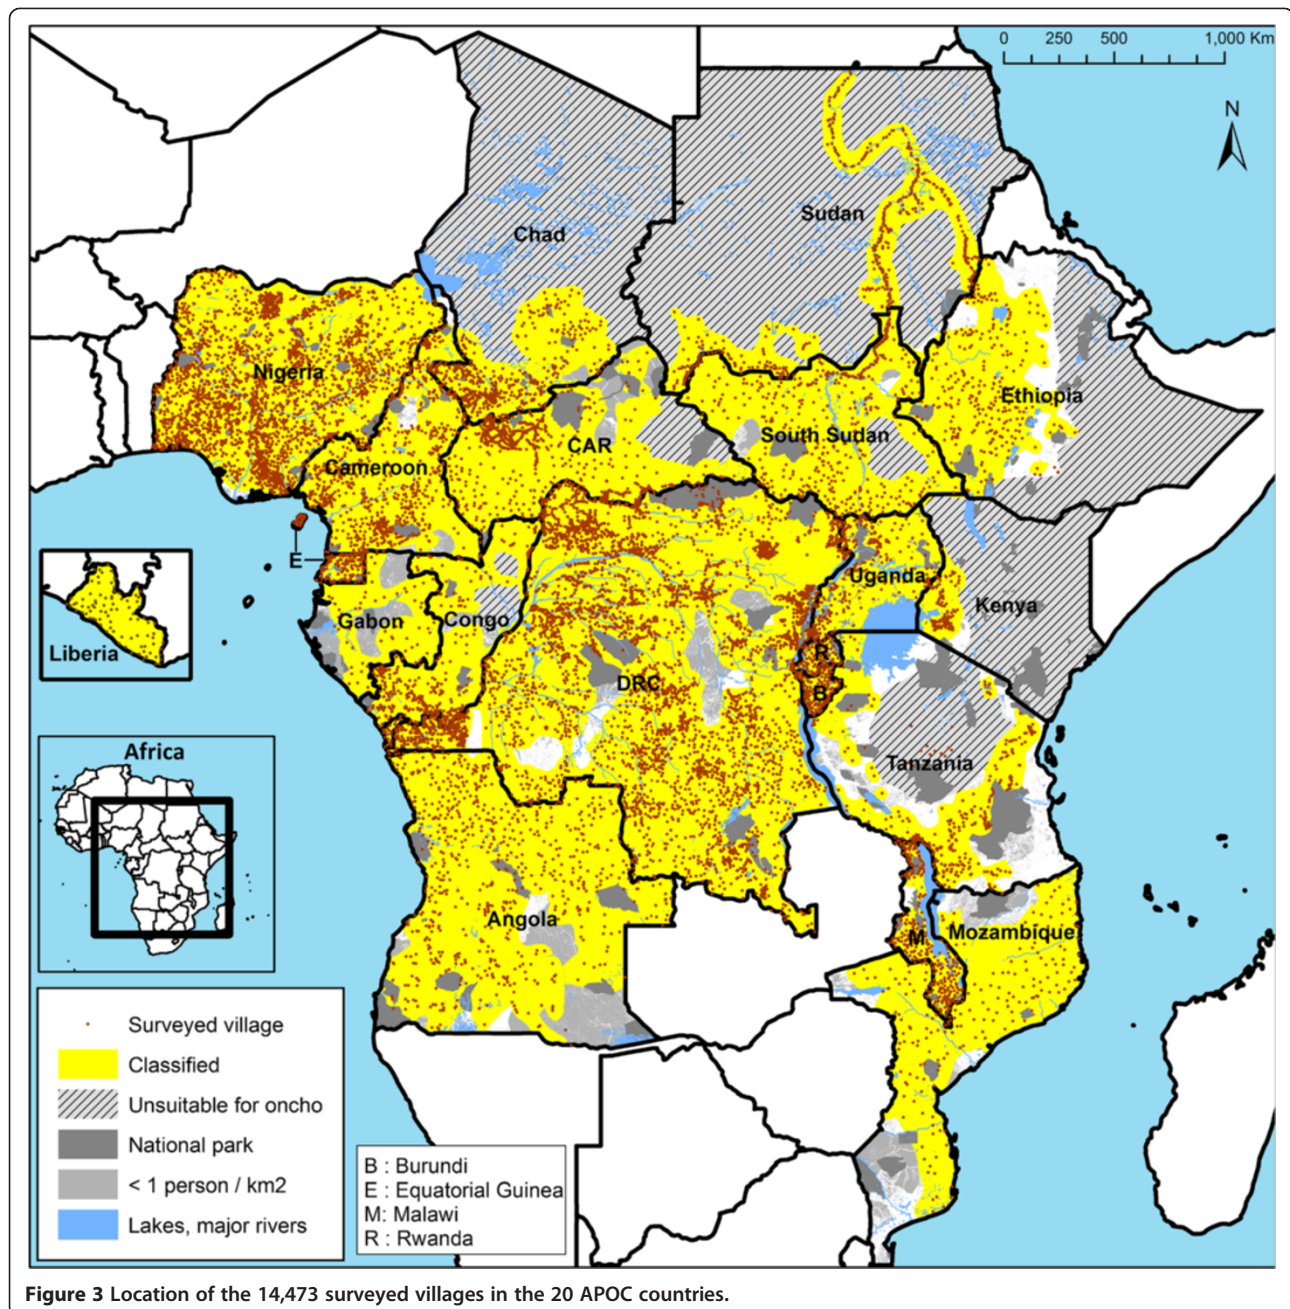 0 250 500 1,000 Km
N
Sudan
Chad
Nigeria
Ethiopia
South Sudan
CAR
Cameroon
E
Uganda
Kenya
Gabon
Congo
Liberia
R
DRC
B
Tanzania
Africa
Angola
M
Mozambique
Surveyed village
Classified
Unsuitable for oncho
National park
< 1 person / km2
Lakes, major rivers
B : Burundi
E : Equatorial Guinea
M: Malawi
R : Rwanda
Figure 3 Location of the 14,473 surveyed villages in the 20 APOC countries.